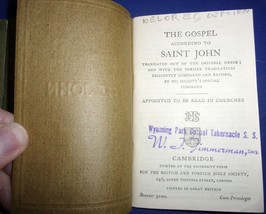 THE GOSPEL
ACCORDING TO
SAINT JOHN
TRANSLATED OUT OF THE ORIGINAL GREEK:
AND WITH THE FORMER TRANSLATIONS
DILIGENTLY COMPARED AND REVISED,
BY HIS MAJESTY'S SPECIAL
COMMAND
APPOINTED TO BE READ IN CHURCHES
Wyoming Park Tabernacle S. S.
W. J. Zimmerman,
CAMBRIDGE
PRINTED AT THE UNIVERSITY PRESS
FOR THE BRITISH AND FOREIGN BIBLE SOCIETY,
146, QUEEN VICTORIA STREET, LONDON
PRINTED IN GREAT BRITAIN
Cum Privilegio